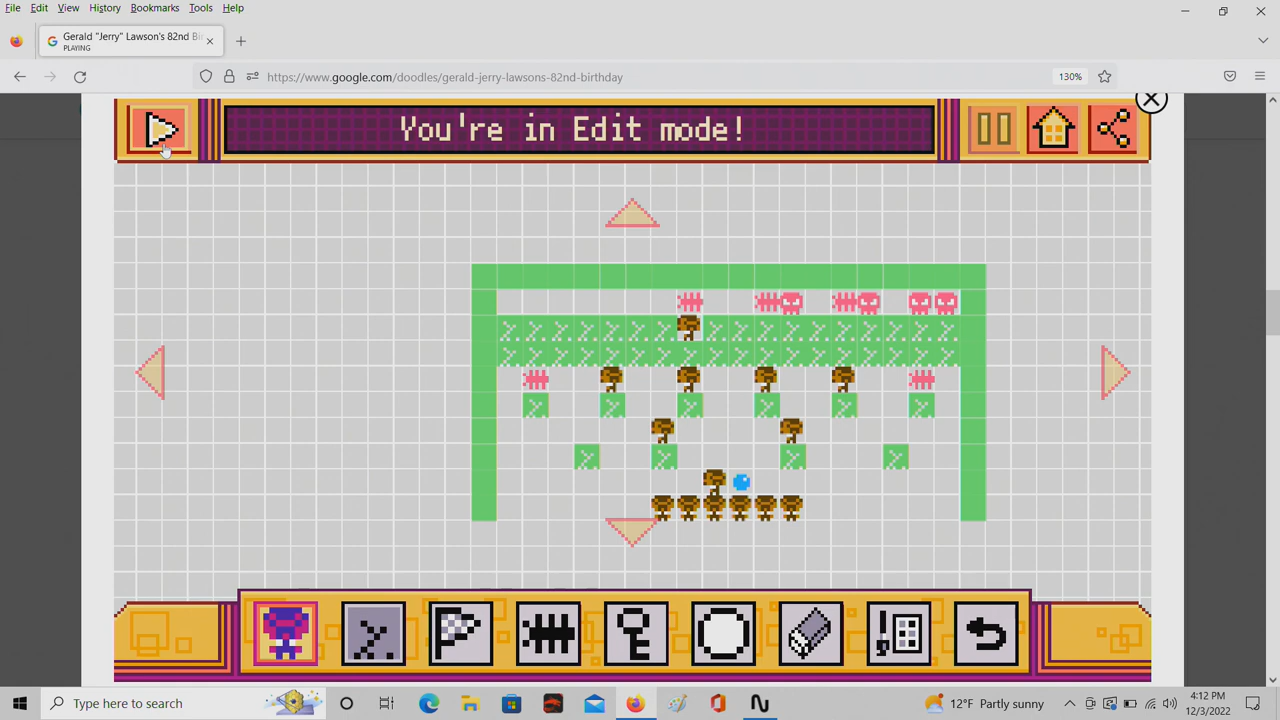 File Edit View History Bookmarks Tools Help
Gerald "Jerry" Lawson's 82nd Bir
PLAYING
https://www.google.com/doodles/gerald-jerry-lawsons-82nd-birthday
130%
You're in Edit mode!
Type here to search
12°F Partly sunny
4:12 PM
12/3/2022